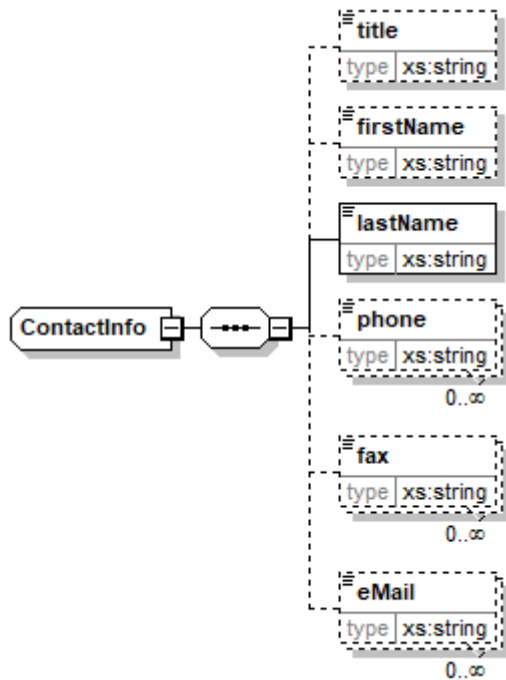 title
type xs:string
firstName
type xs:string
lastName
type xs:string
ContactInfo
phone
type xs:string
0..∞
fax
type xs:string
0..∞
eMail
type xs:string
0..∞